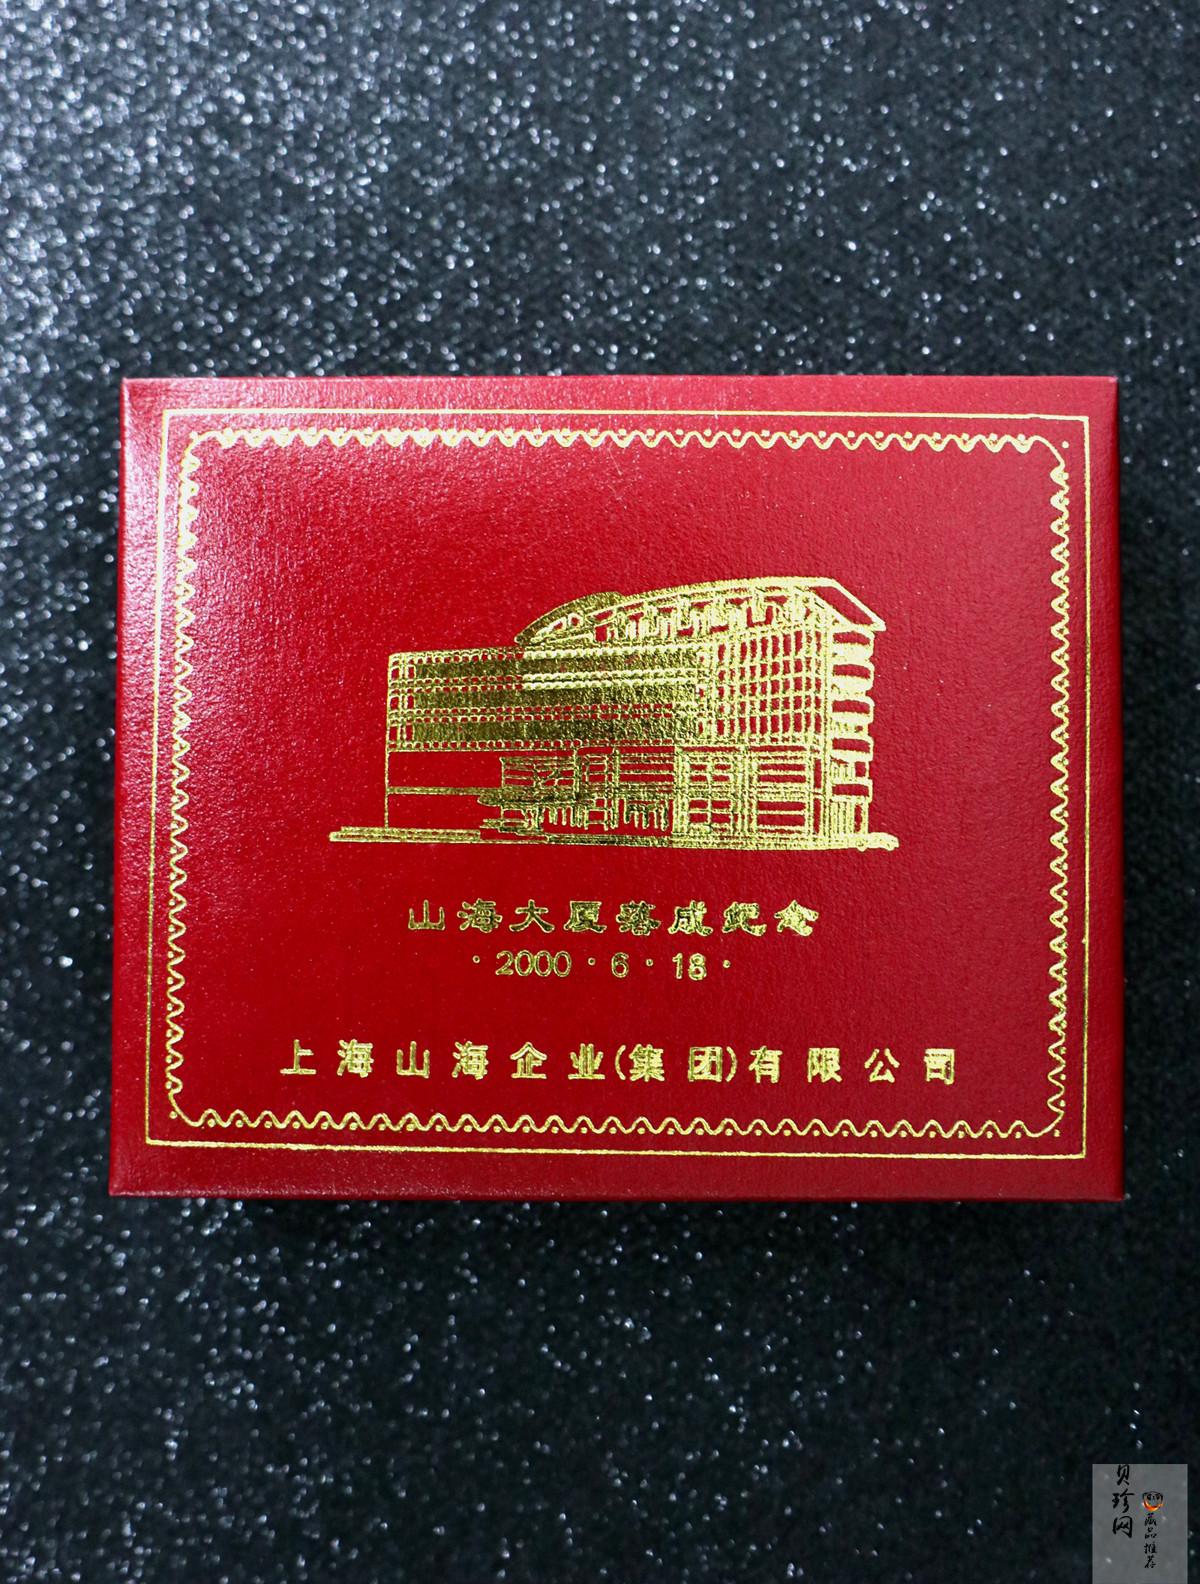 山海大厦落成纪念
·2000·6·18·
上海山海企业(集团)有限公司
贝珍网
藏品推荐